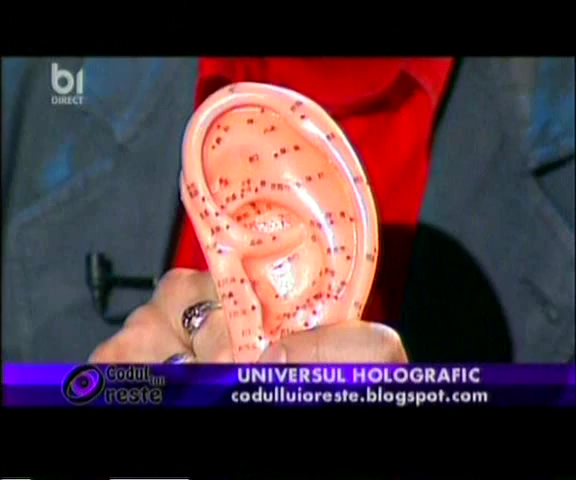 b1
DIRECT
Codul lui
Oreste
UNIVERSUL HOLOGRAFIC
codulluioreste.blogspot.com